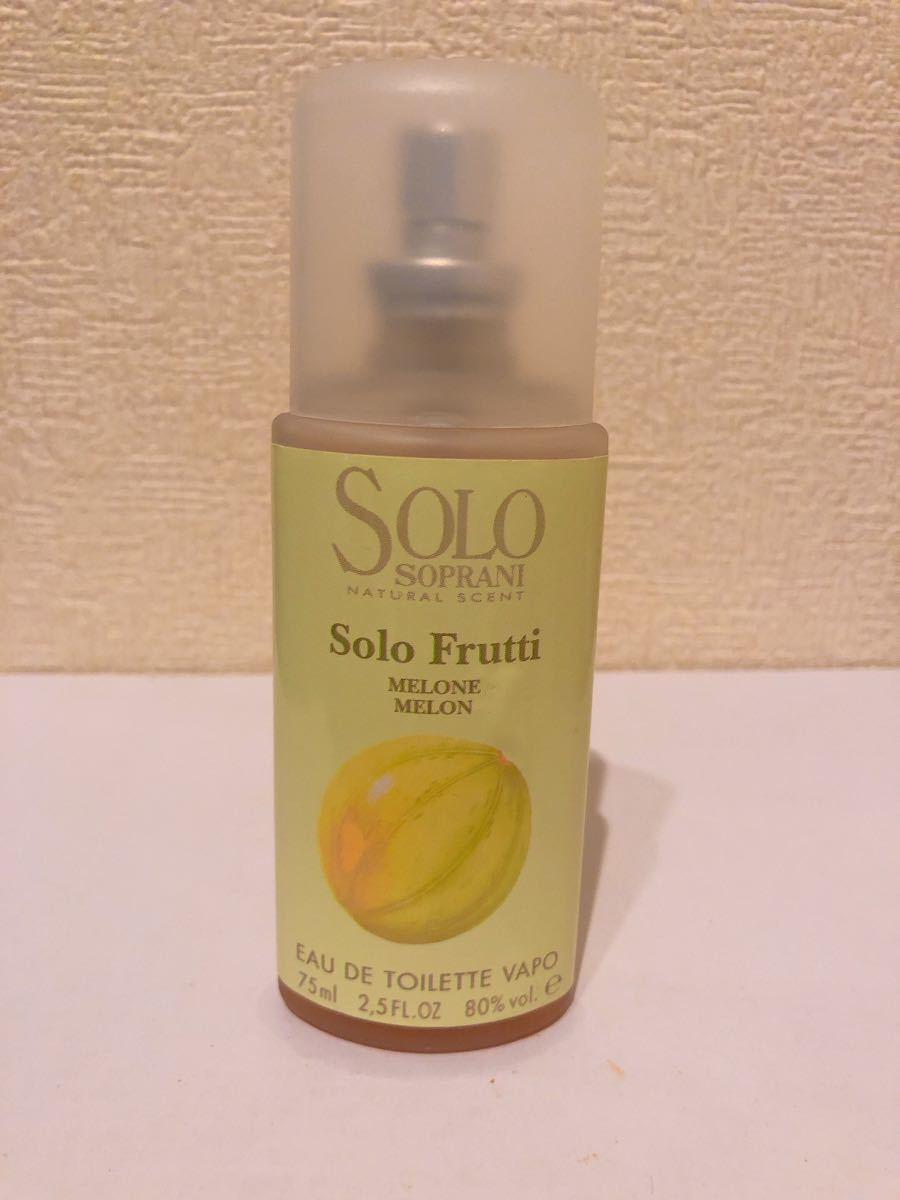 SOLO
SOPRANI
NATURAL SCENT
Solo Frutti
MELONE
MELON
EAU DE TOILETTE VAPO
75ml 2,5FL.OZ 80% vol. ℮